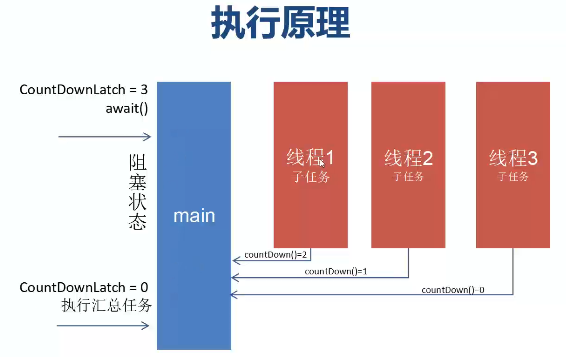 执行原理
CountDownLatch = 3
await()
阻塞状态
main
线程1
子任务
线程2
子任务
线程3
子任务
countDown()=2
countDown()=1
countDown()=0
CountDownLatch = 0
执行汇总任务